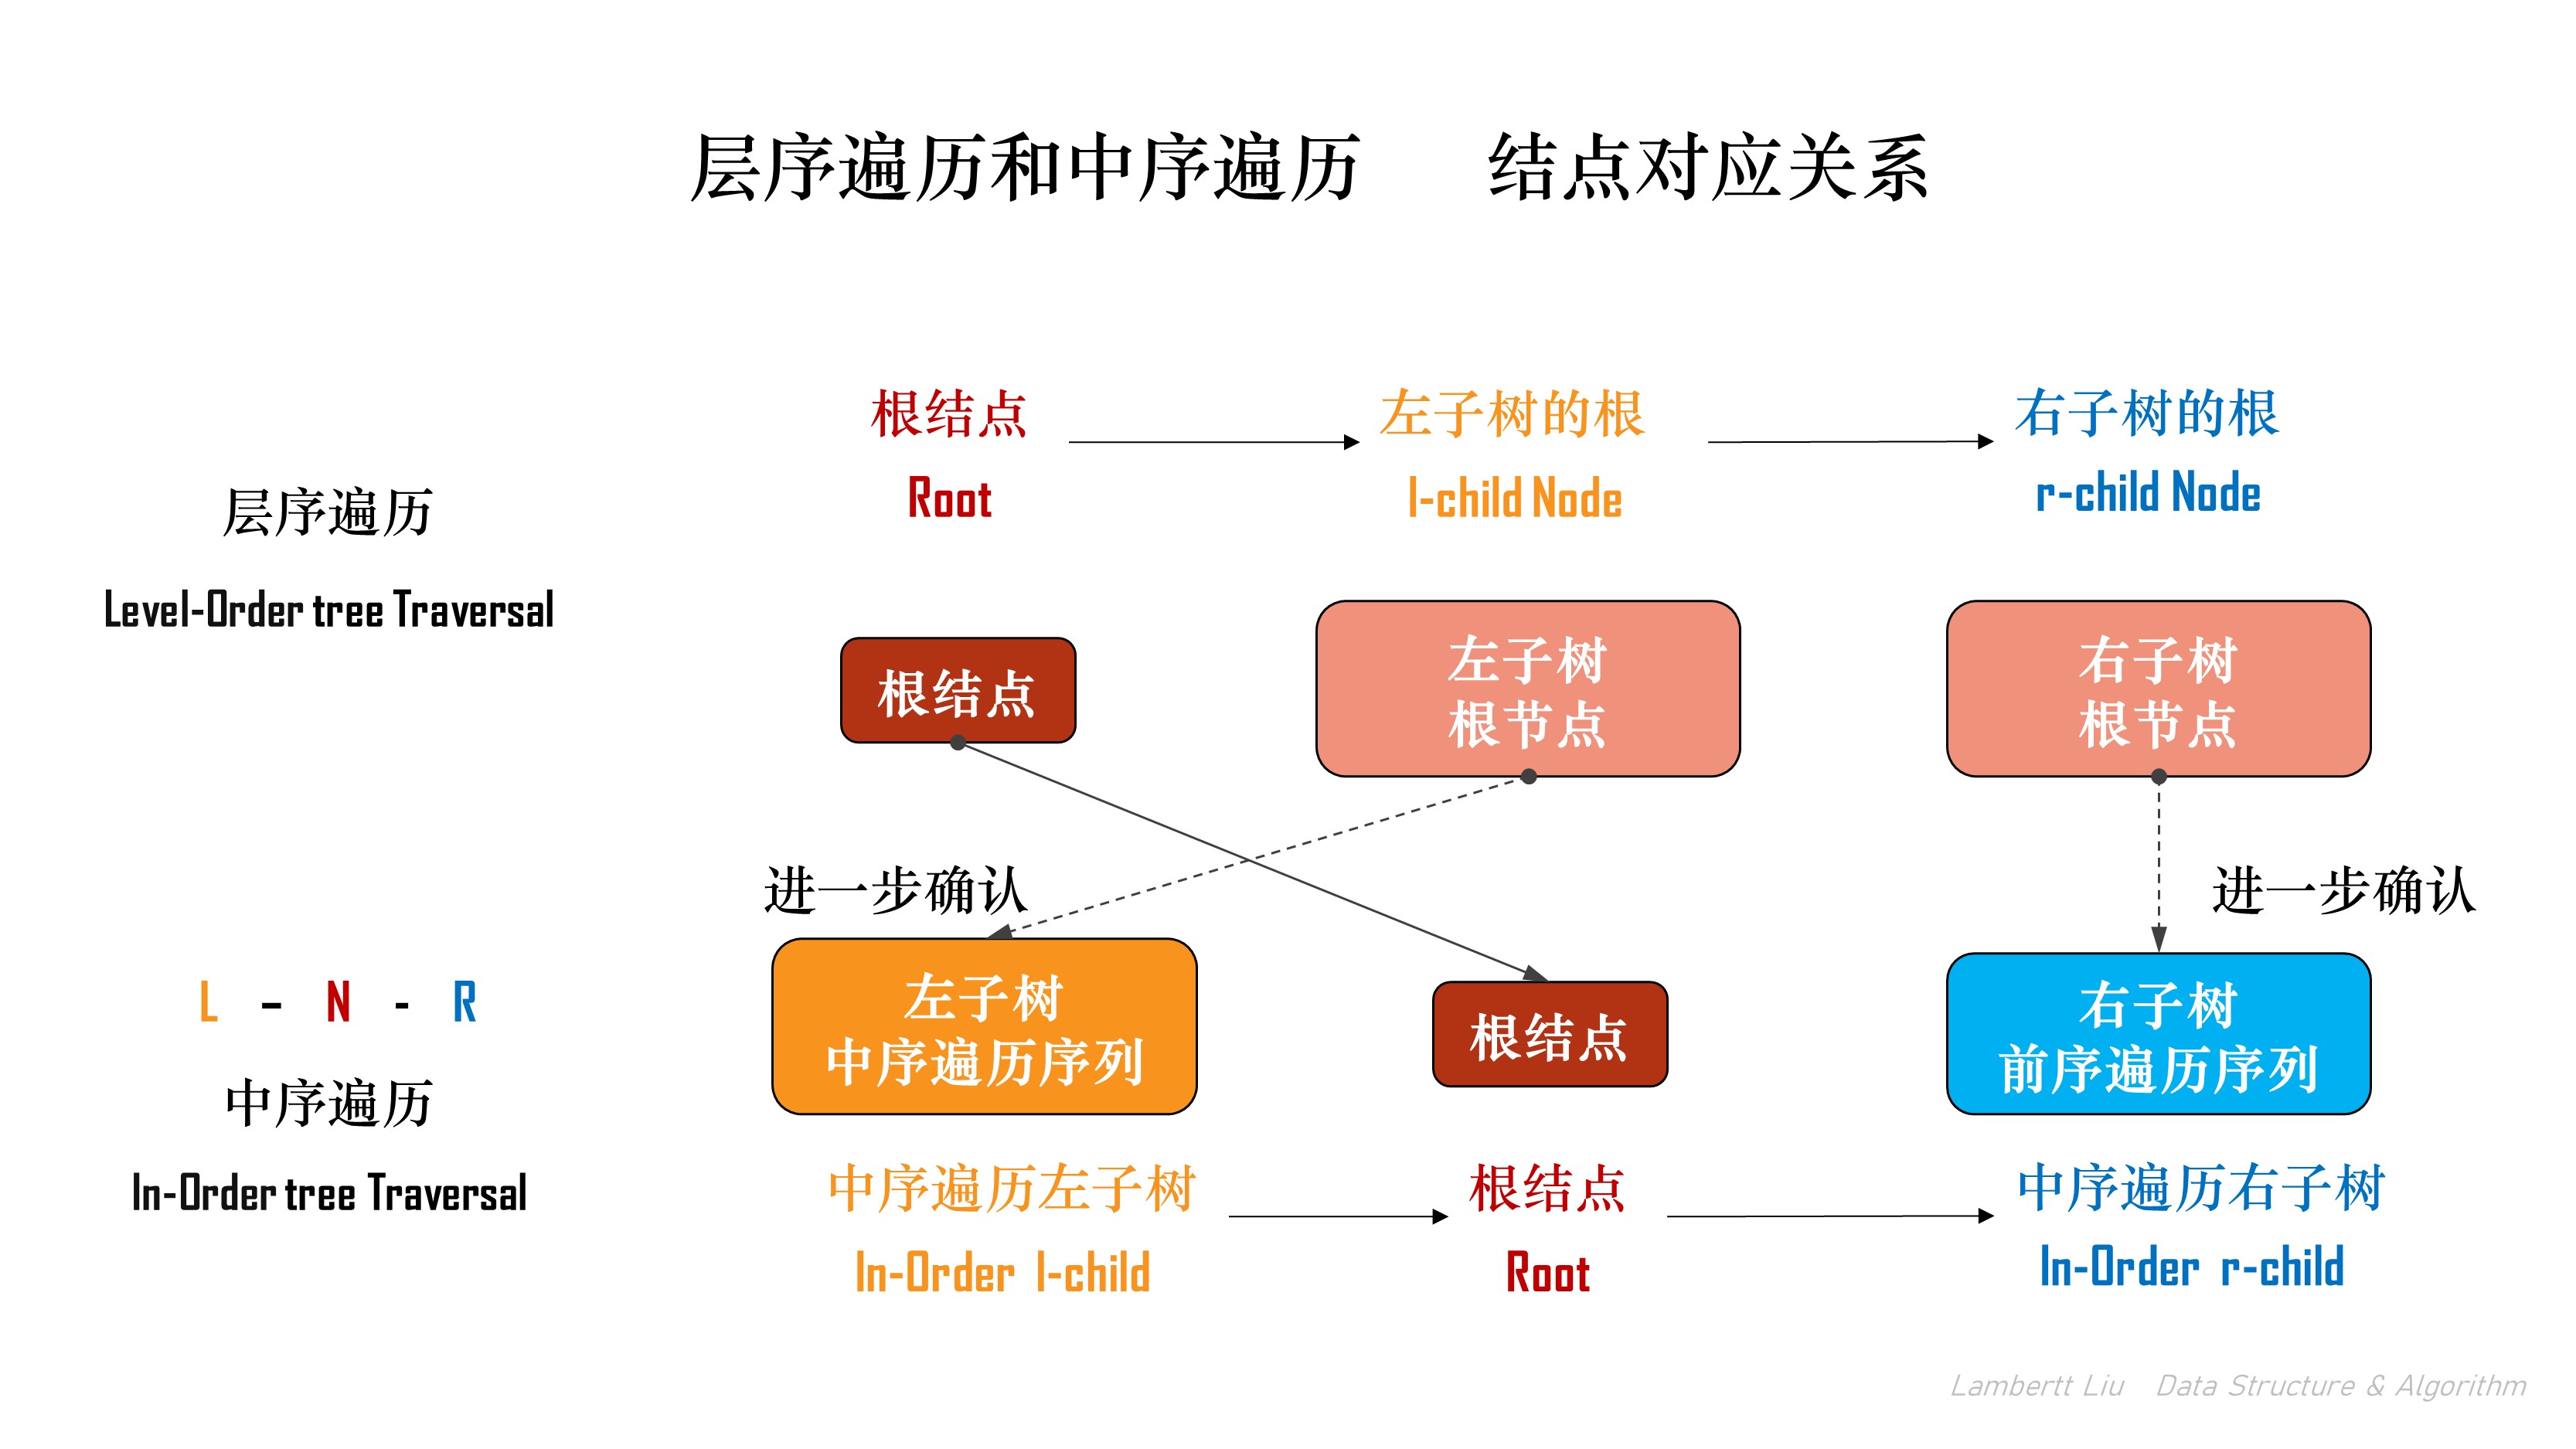 层序遍历和中序遍历 结点对应关系
根结点
左子树的根
右子树的根
Root
l-child Node
r-child Node
层序遍历
Level-Order tree Traversal
根结点
左子树
根节点
右子树
根节点
进一步确认
进一步确认
L - N - R
中序遍历
In-Order tree Traversal
左子树
中序遍历序列
根结点
右子树
前序遍历序列
中序遍历左子树
根结点
中序遍历右子树
In-Order l-child
Root
In-Order r-child
Lambertt Liu Data Structure & Algorithm